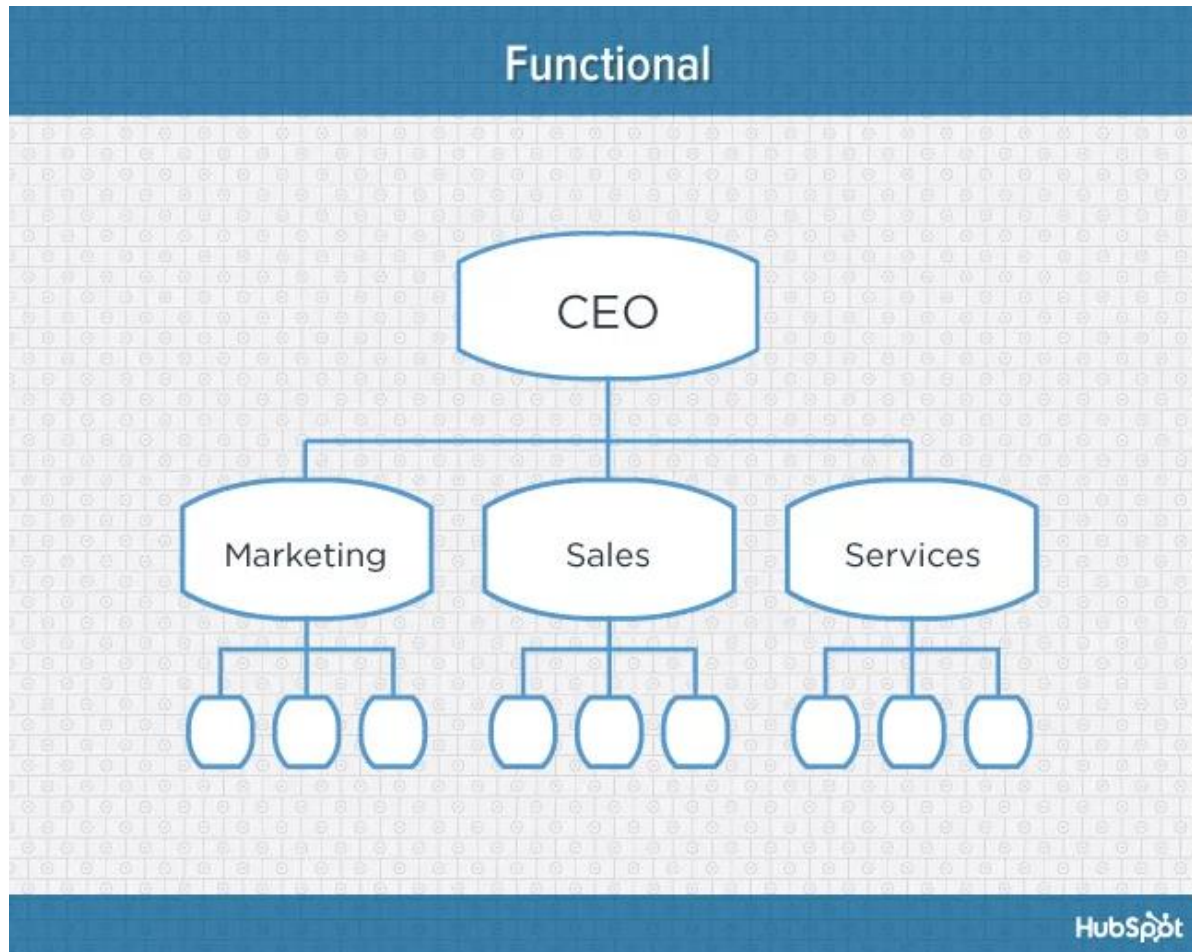 Functional
CEO
Marketing
Sales
Services
HubSpot